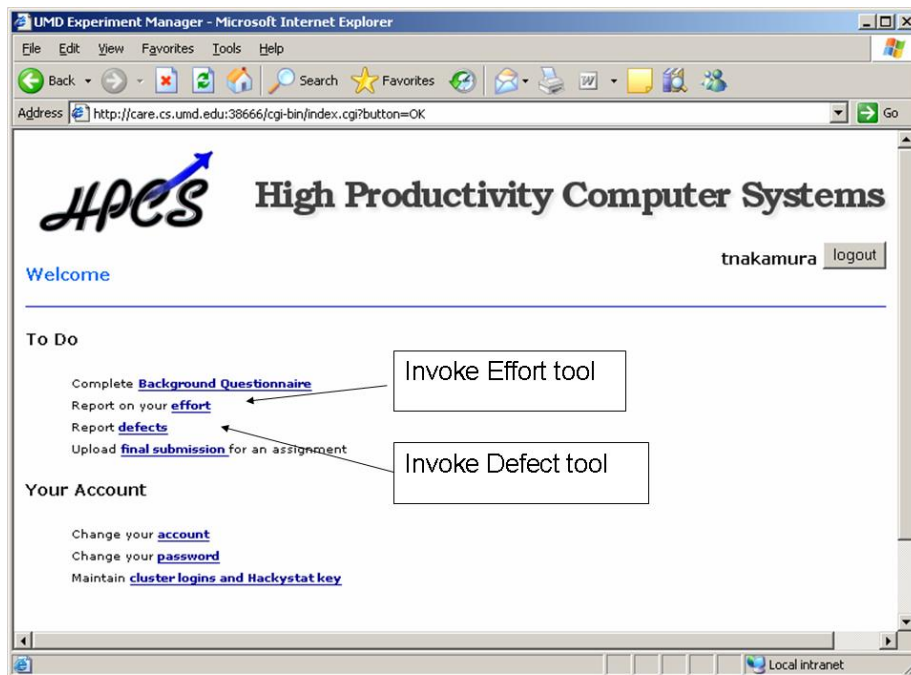 UMD Experiment Manager - Microsoft Internet Explorer
File Edit View Favorites Tools Help
Back Search Favorites
Address http://care.cs.umd.edu:38666/cgi-bin/index.cgi?button=OK Go
HPCS High Productivity Computer Systems
tnakamura logout
Welcome
To Do
Invoke Effort tool
Complete Background Questionnaire
Report on your effort
Report defects
Upload final submission for an assignment
Invoke Defect tool
Your Account
Change your account
Change your password
Maintain cluster logins and Hackystat key
Local intranet